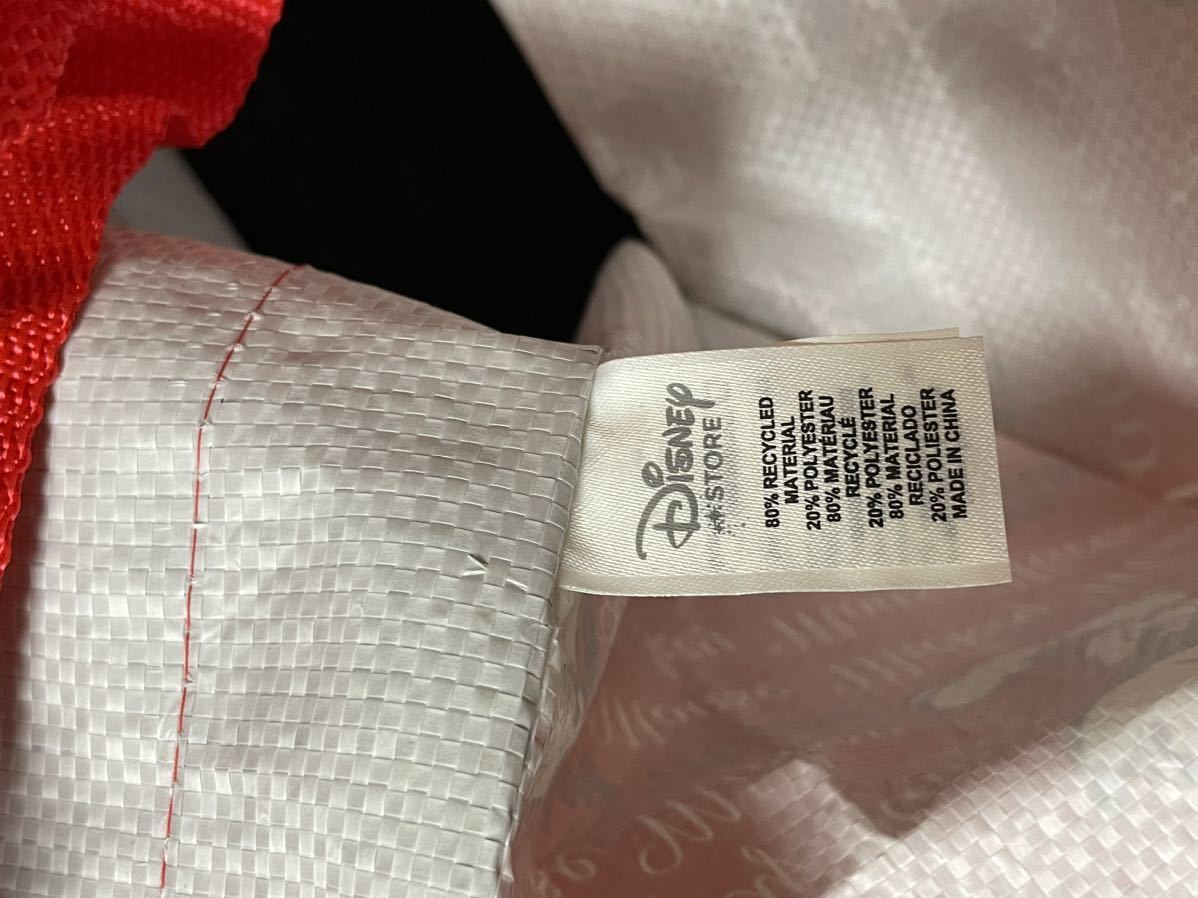 Disney
STORE
80% RECYCLED
MATERIAL
20% POLYESTER
80% MATÉRIAU
RECYCLÉ
20% POLYESTER
80% MATERIAL
RECICLADO
20% POLIESTER
MADE IN CHINA